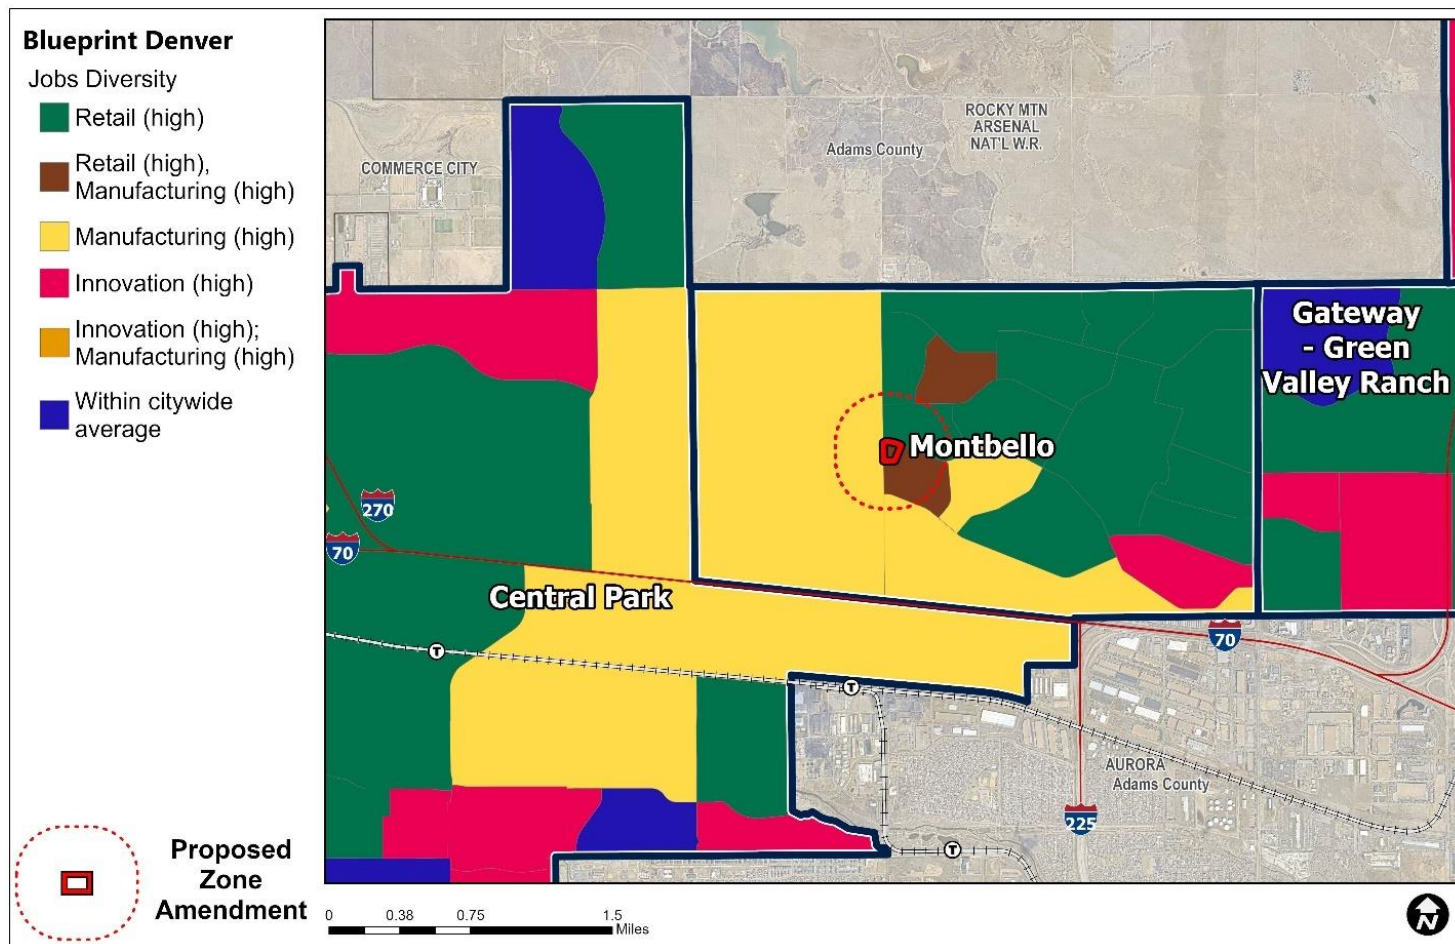 Blueprint Denver
Jobs Diversity
Retail (high)
Retail (high),
Manufacturing (high)
Manufacturing (high)
Innovation (high)
Innovation (high);
Manufacturing (high)
Within citywide
average
COMMERCE CITY
Adams County
ROCKY MTN
ARSENAL
NAT'L W.R.
Gateway
- Green
Valley Ranch
Montbello
270
70
Central Park
T
T
70
AURORA
Adams County
225
T
Proposed
Zone
Amendment
0 0.38 0.75 1.5
Miles
N